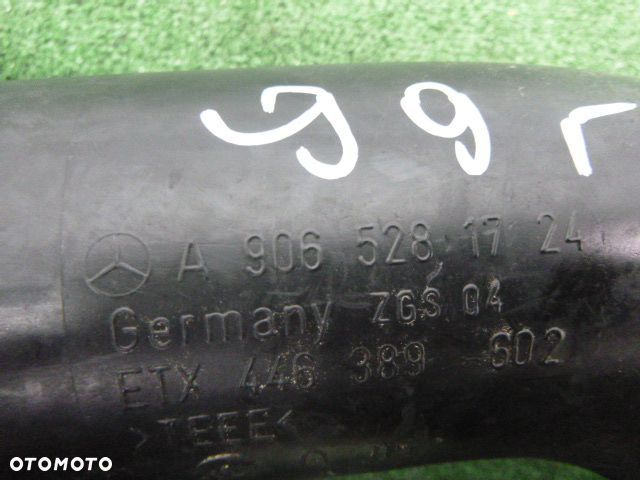 99r
A 906 528 17 24
Germany ZGS 04
ETX 446 389 602
>TEEE<
OTOMOTO